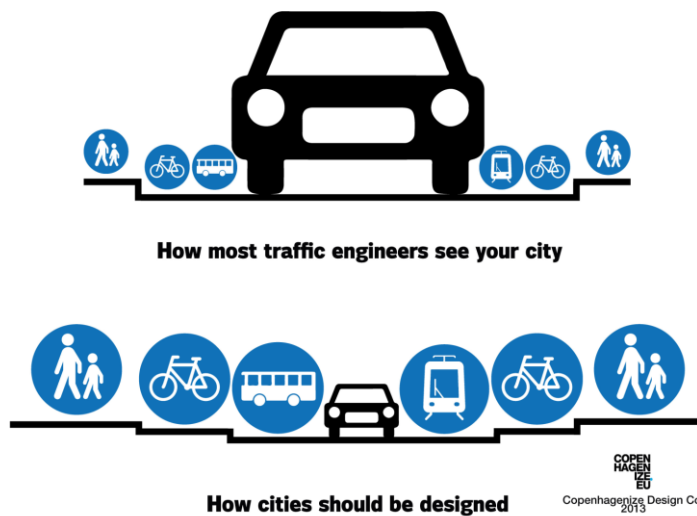 How most traffic engineers see your city
How cities should be designed
COPEN
HAGEN
IZE.
EU
Copenhagenize Design Co
2013